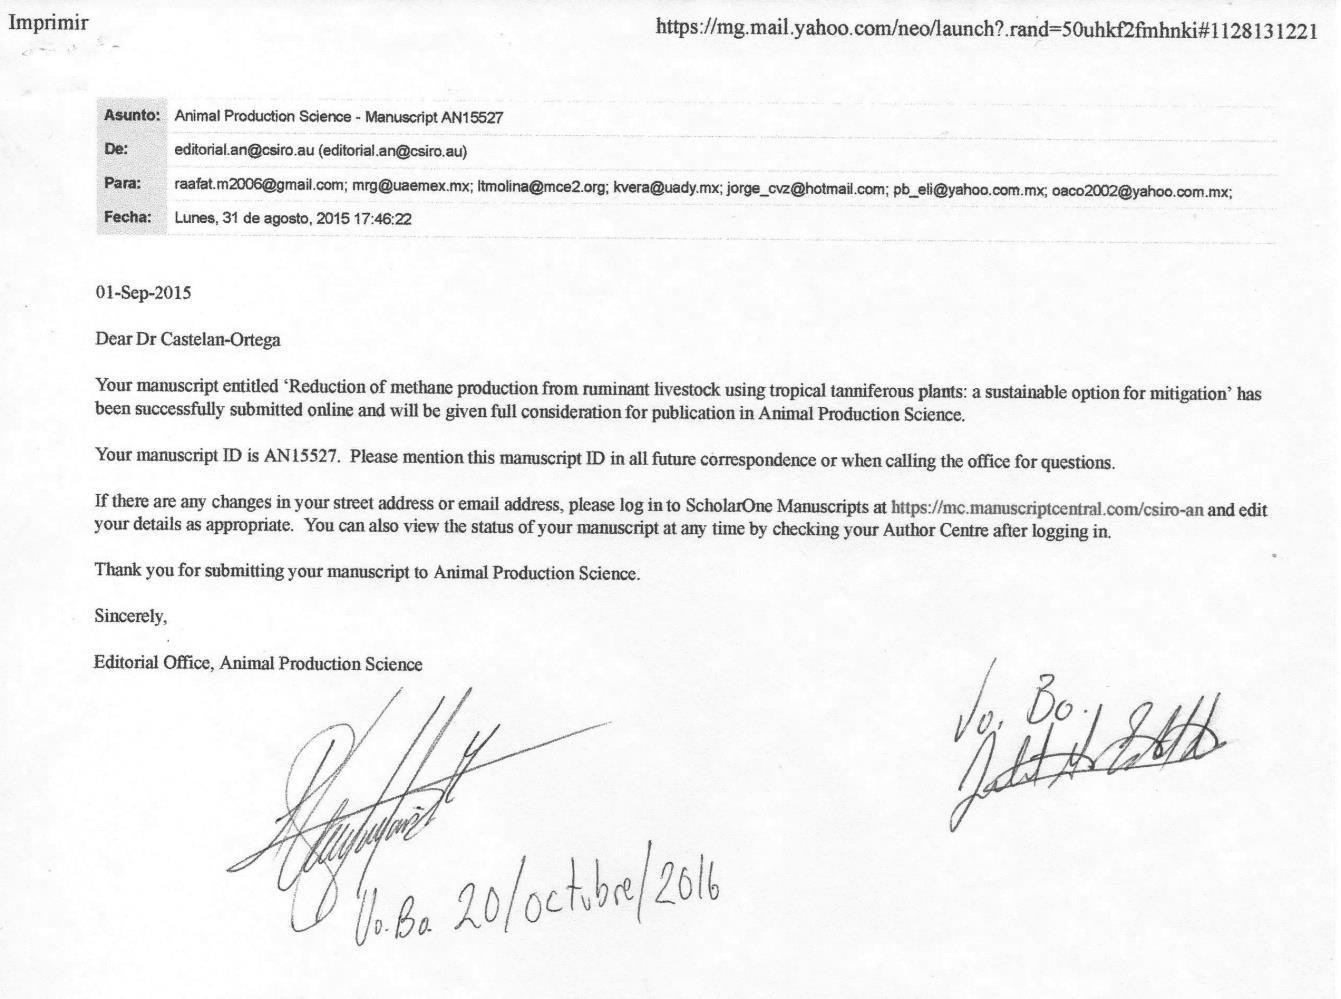 Imprimir
https://mg.mail.yahoo.com/neo/launch?.rand=50uhkf2fmhnki#1128131221
Asunto: Animal Production Science - Manuscript AN15527
De: editorial.an@csiro.au (editorial.an@csiro.au)
Para: raafat.m2006@gmail.com; mrg@uaemex.mx; ltmolina@mce2.org; kvera@uady.mx; jorge_cvz@hotmail.com; pb_eli@yahoo.com.mx; oaco2002@yahoo.com.mx;
Fecha: Lunes, 31 de agosto, 2015 17:46:22
01-Sep-2015
Dear Dr Castelan-Ortega
Your manuscript entitled ‘Reduction of methane production from ruminant livestock using tropical tanniferous plants: a sustainable option for mitigation’ has
been successfully submitted online and will be given full consideration for publication in Animal Production Science.
Your manuscript ID is AN15527.  Please mention this manuscript ID in all future correspondence or when calling the office for questions.
If there are any changes in your street address or email address, please log in to ScholarOne Manuscripts at https://mc.manuscriptcentral.com/csiro-an and edit
your details as appropriate.  You can also view the status of your manuscript at any time by checking your Author Centre after logging in.
Thank you for submitting your manuscript to Animal Production Science.
Sincerely,
Editorial Office, Animal Production Science
Vo. Bo.
Vo. Bo. 20/octubre/2016